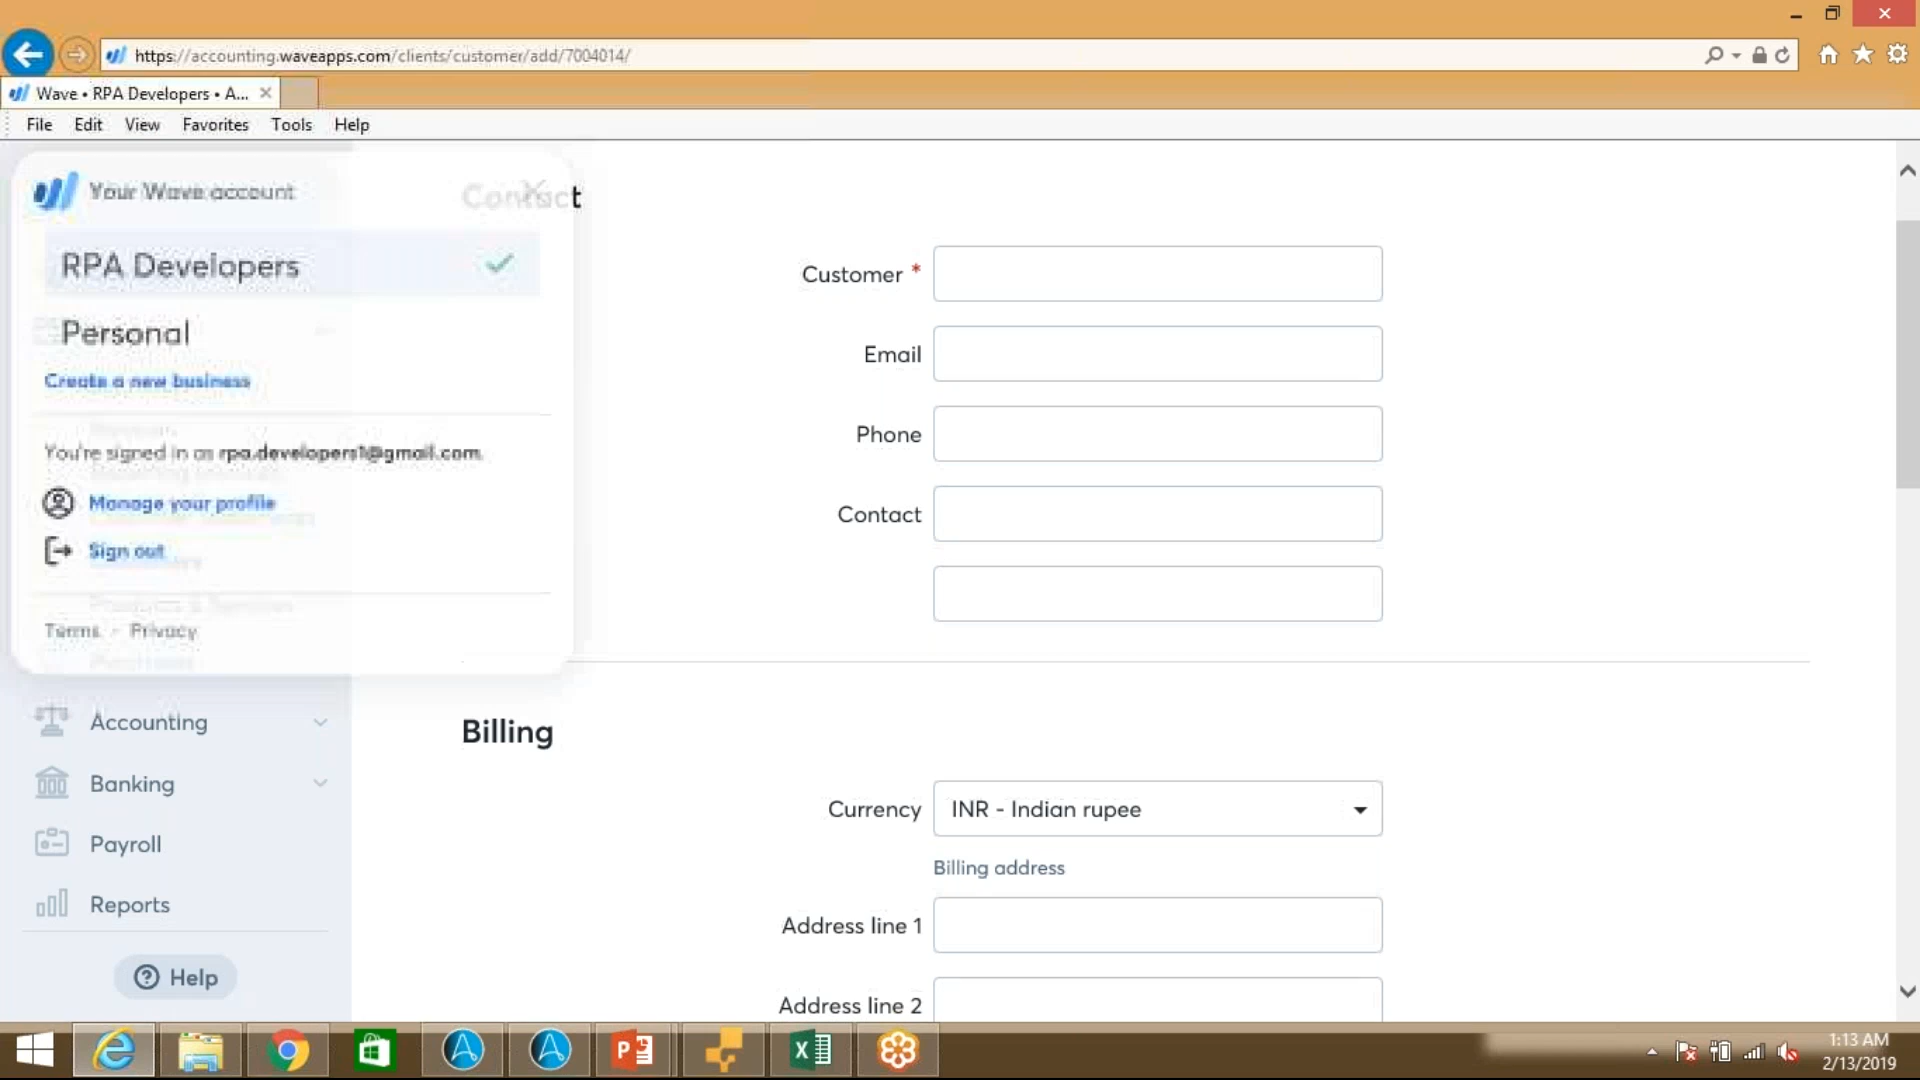 https://accounting.waveapps.com/clients/customer/add/7004014/
Wave • RPA Developers • A...
File Edit View Favorites Tools Help
Your Wave account
RPA Developers
Personal
Create a new business
You're signed in as rpa.developers1@gmail.com.
Manage your profile
Sign out
Terms · Privacy
Accounting
Banking
Payroll
Reports
Help
Contact
Customer *
Email
Phone
Contact
Billing
Currency INR - Indian rupee
Billing address
Address line 1
Address line 2
1:13 AM
2/13/2019